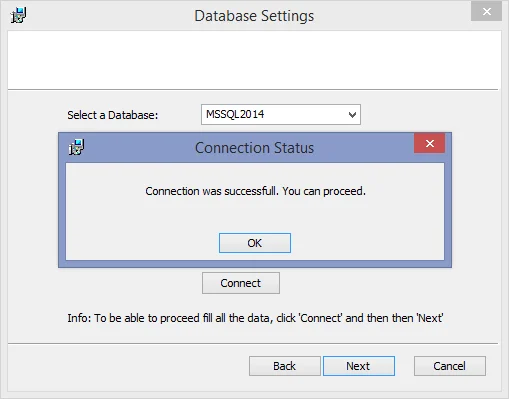 Database Settings
Select a Database: MSSQL2014
Connection Status
Connection was successfull. You can proceed.
OK
Connect
Info: To be able to proceed fill all the data, click 'Connect' and then then 'Next'
Back Next Cancel